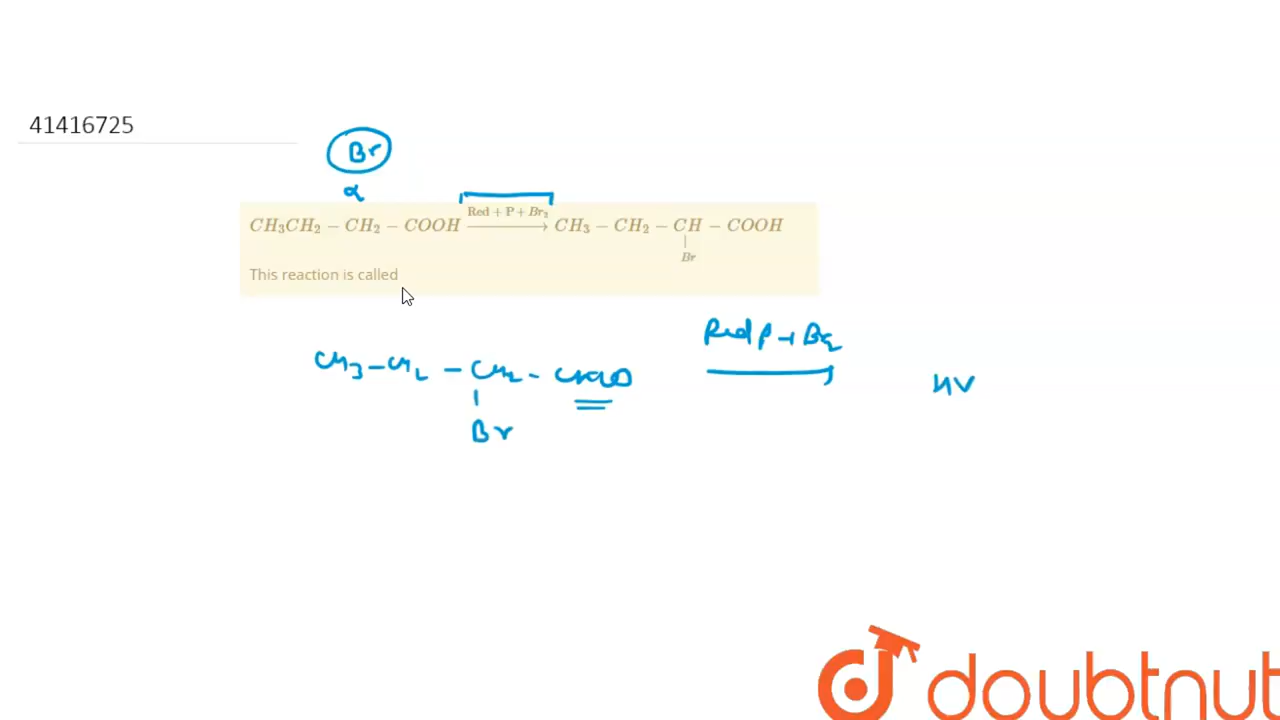 41416725
Br
α
CH3CH2 − CH2 − COOH Red + P + Br2 → CH3 − CH2 − CH − COOH
|
Br
This reaction is called
Red P + Br2
CH3 − CH2 − CH2 −
HV
|
Br
doubtnut